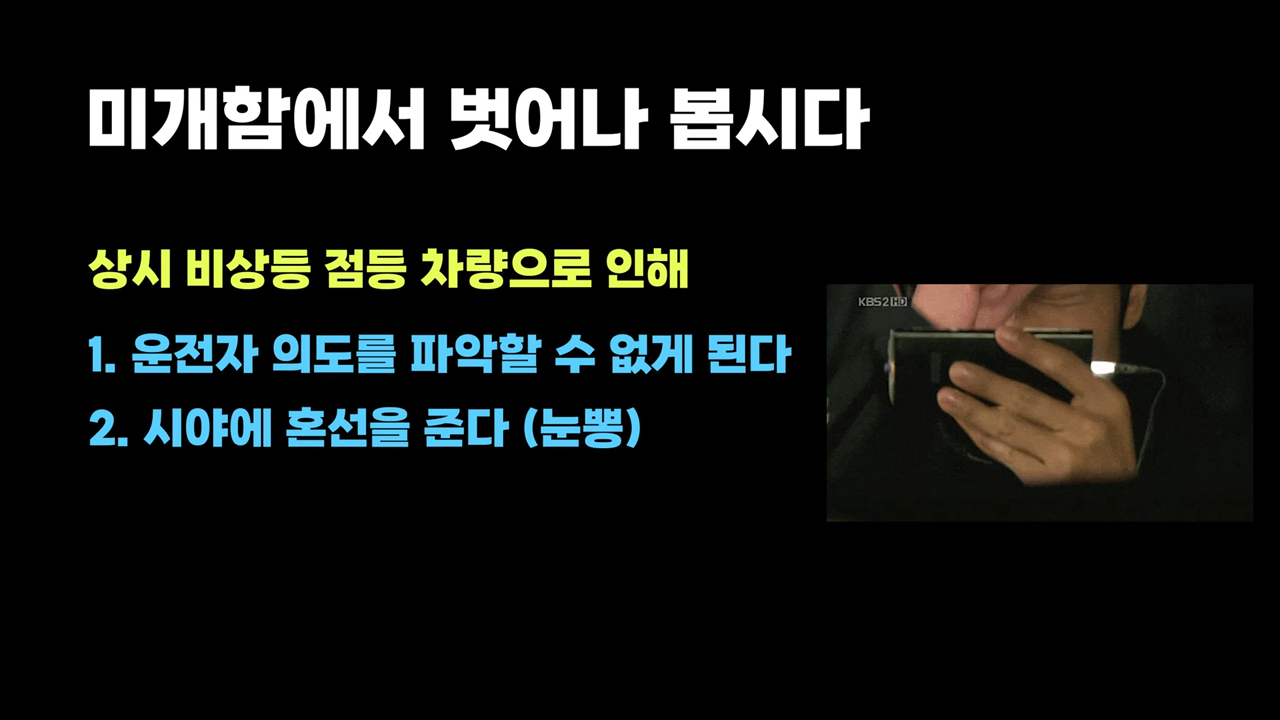 미개함에서 벗어나 봅시다
상시 비상등 점등 차량으로 인해
1. 운전자 의도를 파악할 수 없게 된다
2. 시야에 혼선을 준다 (눈뽕)
KBS2 HD